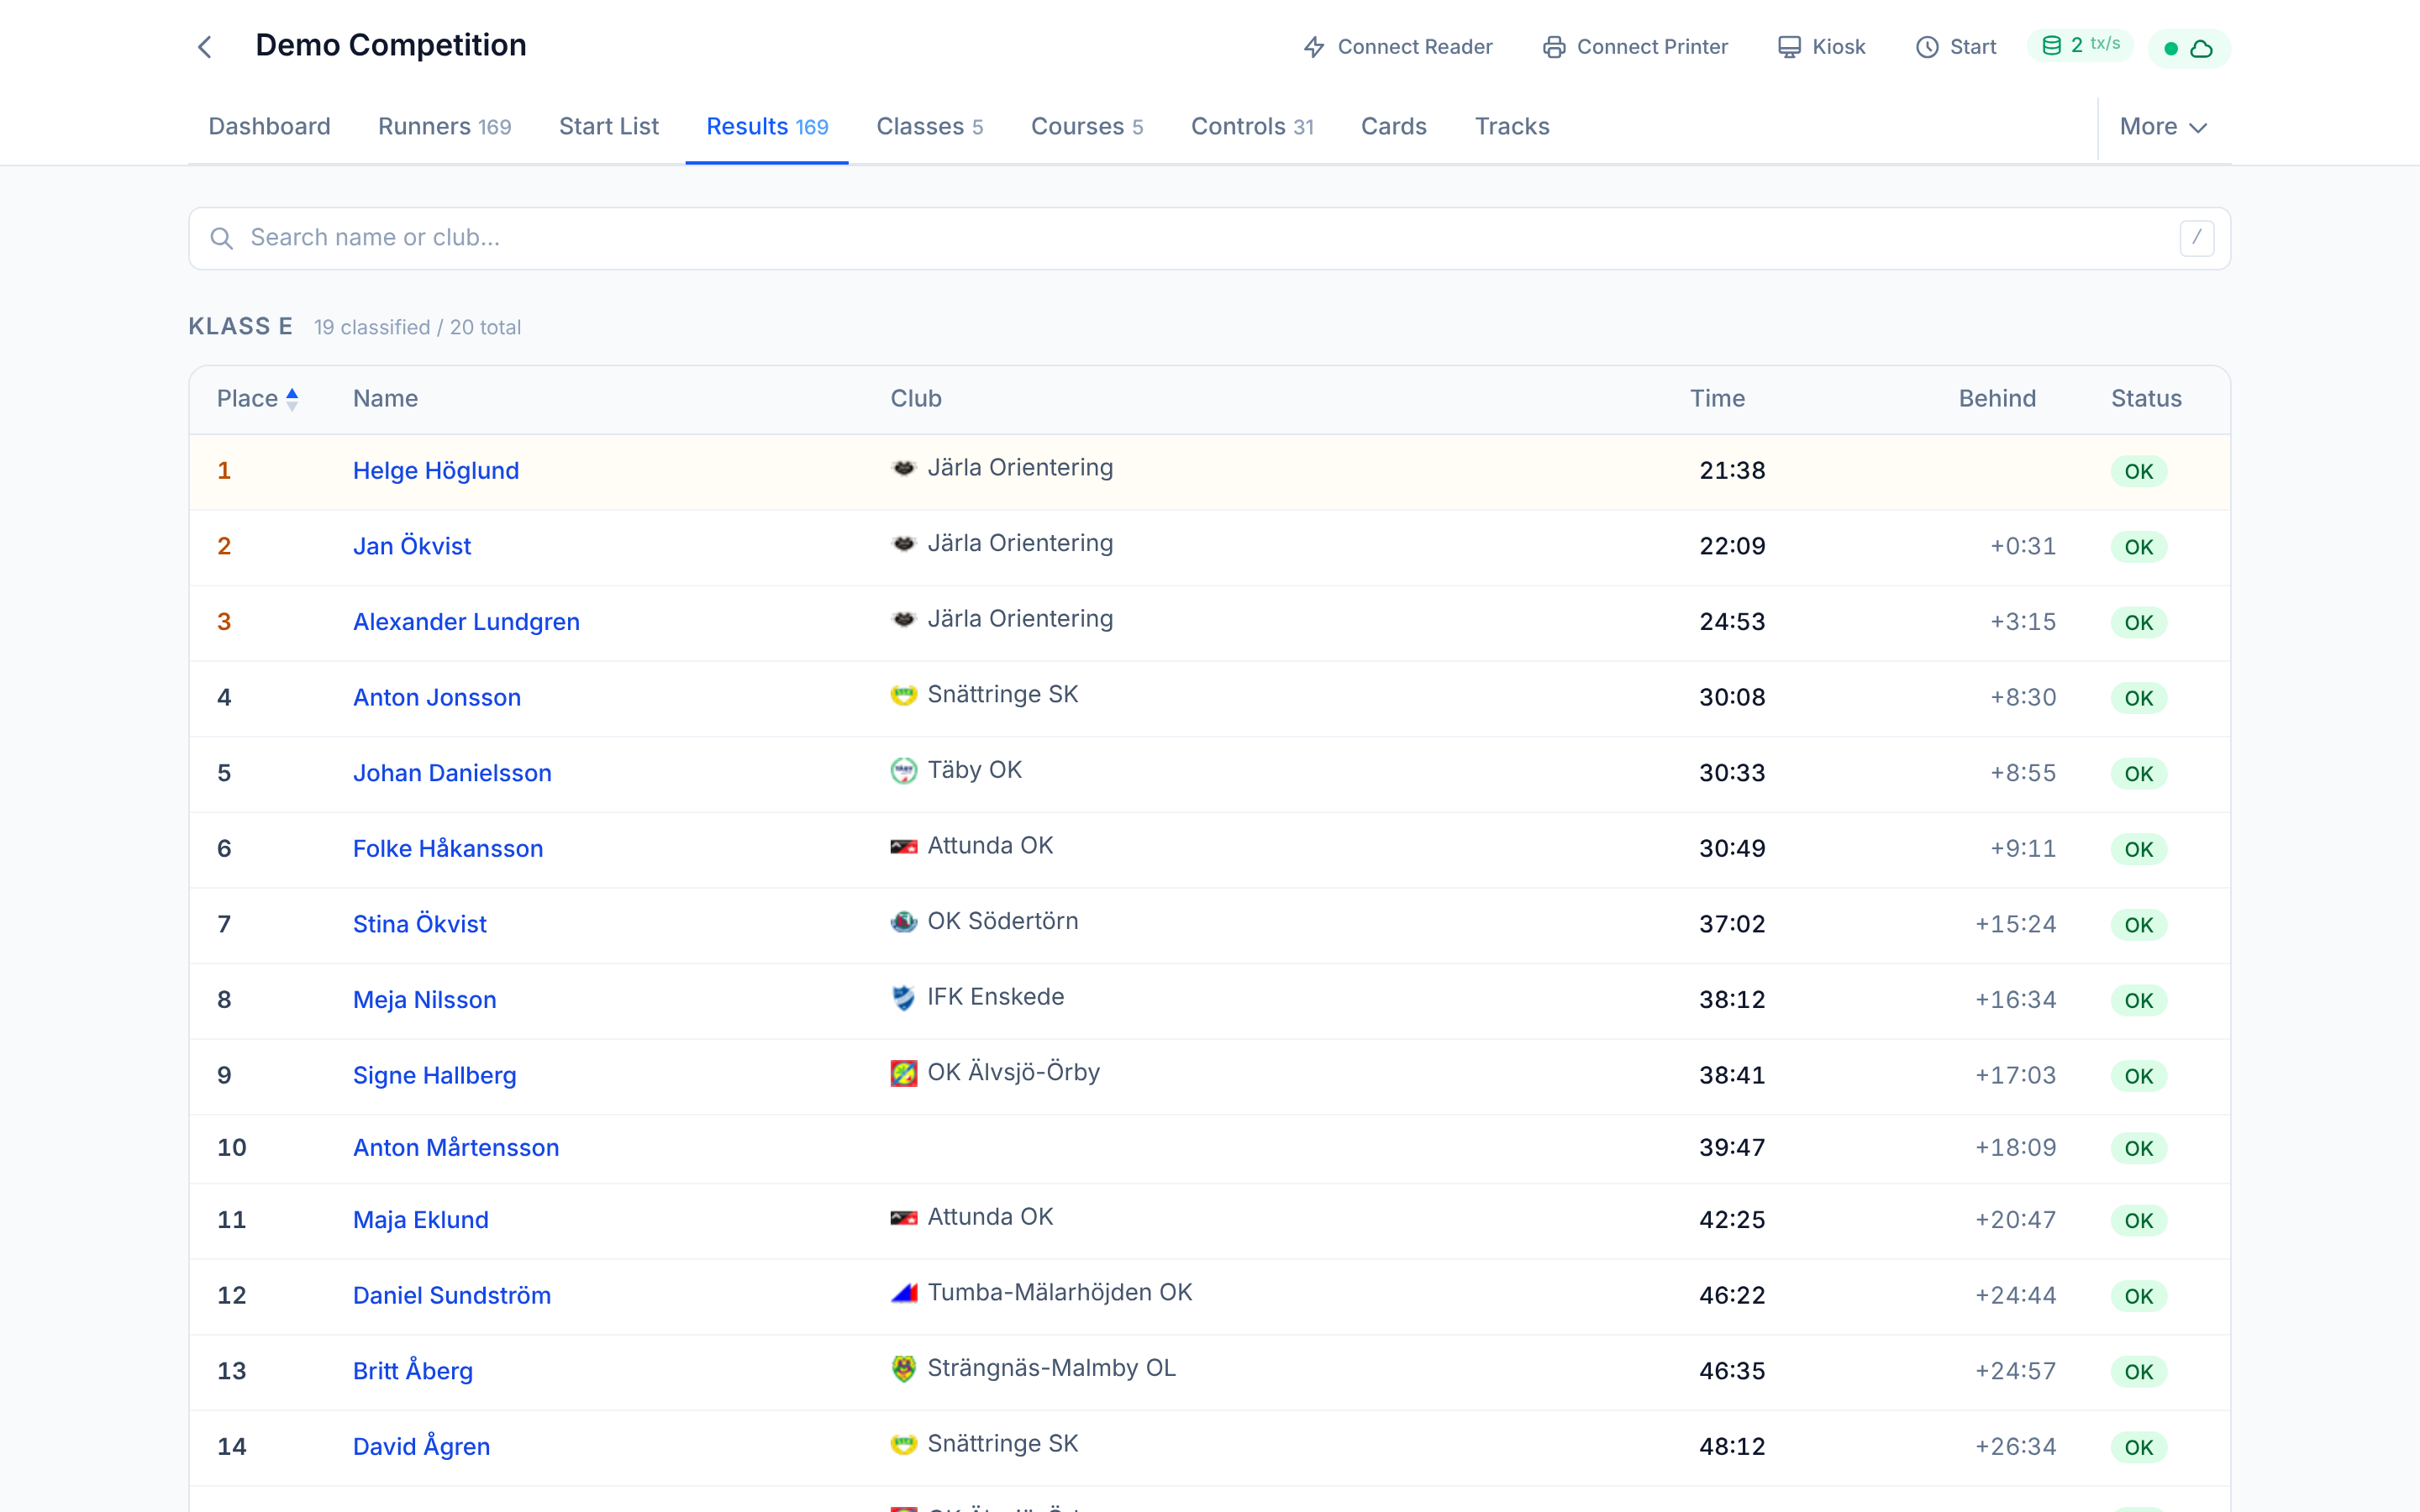 Demo Competition
Connect Reader
Connect Printer
Kiosk
Start
2 tx/s
Dashboard
Runners 169
Start List
Results 169
Classes 5
Courses 5
Controls 31
Cards
Tracks
More
Search name or club...
/
KLASS E 19 classified / 20 total
Place Name Club Time Behind Status
1 Helge Höglund Järla Orientering 21:38 OK
2 Jan Ökvist Järla Orientering 22:09 +0:31 OK
3 Alexander Lundgren Järla Orientering 24:53 +3:15 OK
4 Anton Jonsson Snättringe SK 30:08 +8:30 OK
5 Johan Danielsson Täby OK 30:33 +8:55 OK
6 Folke Håkansson Attunda OK 30:49 +9:11 OK
7 Stina Ökvist OK Södertörn 37:02 +15:24 OK
8 Meja Nilsson IFK Enskede 38:12 +16:34 OK
9 Signe Hallberg OK Älvsjö-Örby 38:41 +17:03 OK
10 Anton Mårtensson 39:47 +18:09 OK
11 Maja Eklund Attunda OK 42:25 +20:47 OK
12 Daniel Sundström Tumba-Mälarhöjden OK 46:22 +24:44 OK
13 Britt Åberg Strängnäs-Malmby OL 46:35 +24:57 OK
14 David Ågren Snättringe SK 48:12 +26:34 OK